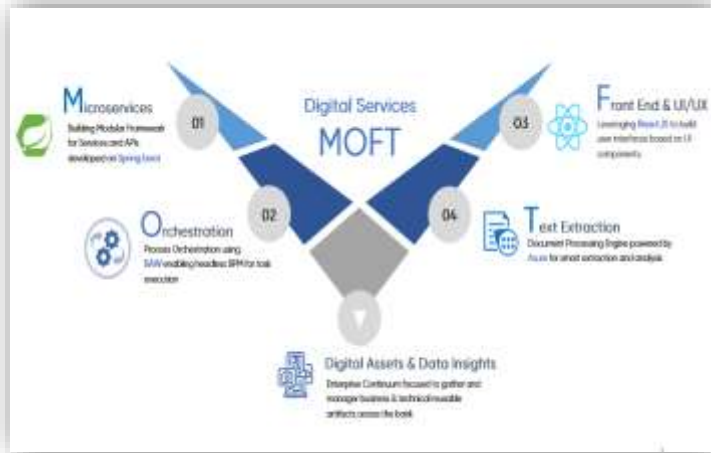 Digital Services
MOFT
01
Microservices
Building Modular Framework
for Services and APIs
developed on Spring Boot
02
Orchestration
Process Orchestration using
BAW enabling headless BPM for task
execution
03
Front End & UI/UX
Leveraging React JS to build
user interfaces based on UI
components
04
Text Extraction
Document Processing Engine powered by
Azure for smart extraction and analysis
Digital Assets & Data Insights
Enterprise Continuum focused to gather and
manager business & technical reusable
artifacts across the bank